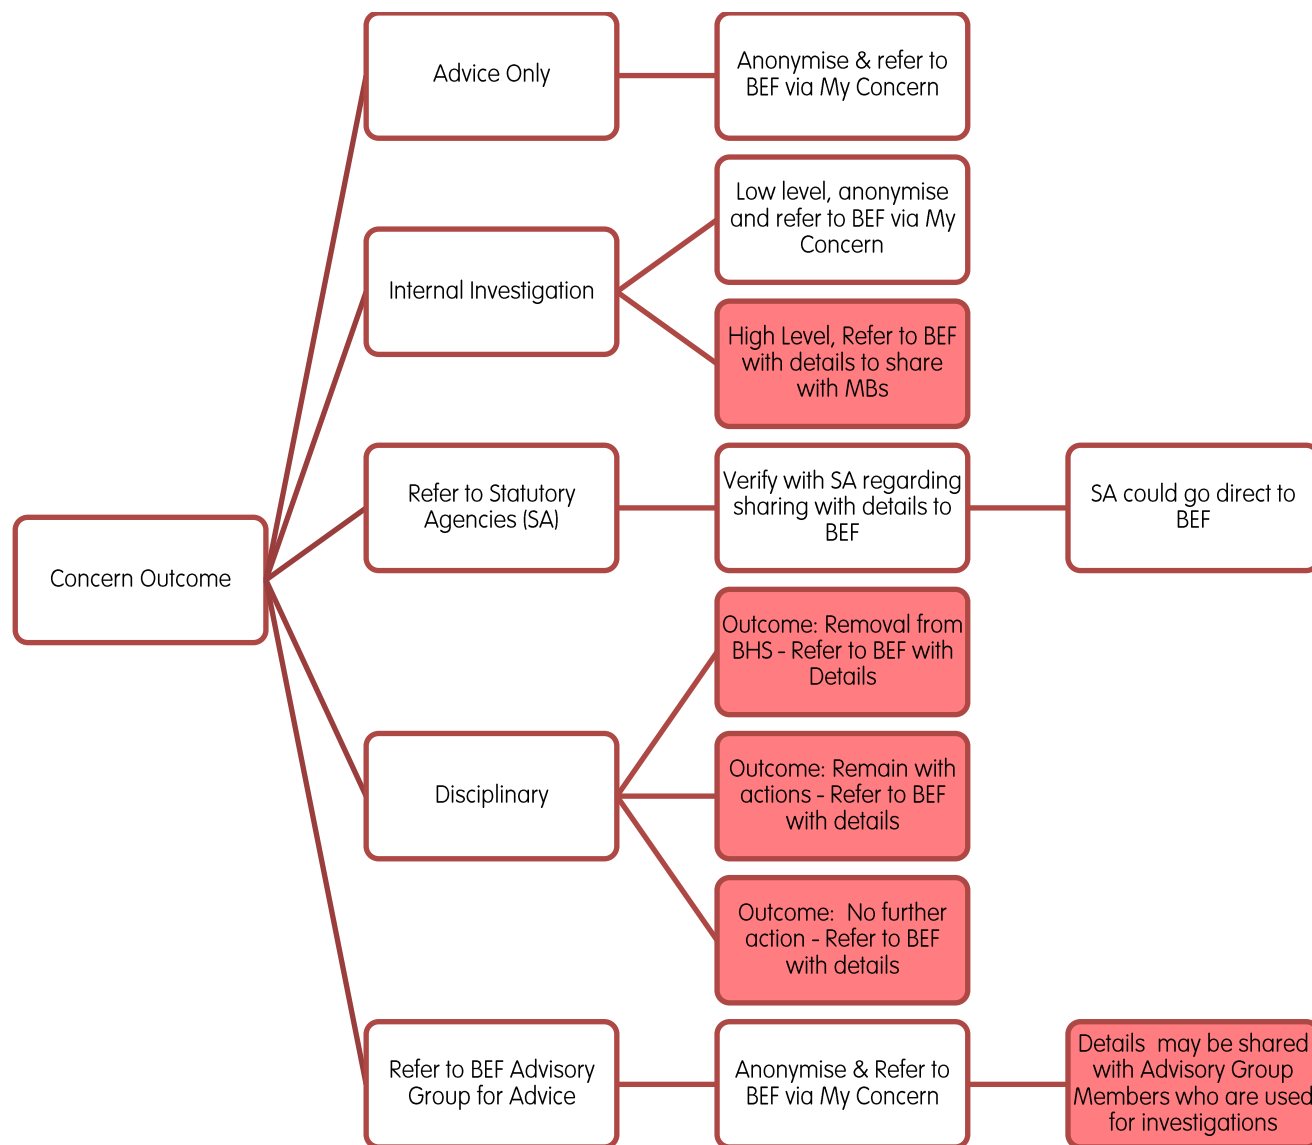 Advice Only
Anonymise & refer to
BEF via My Concern
Low level, anonymise
and refer to BEF via My
Concern
Internal Investigation
High Level, Refer to BEF
with details to share
with MBs
Refer to Statutory
Agencies (SA)
Verify with SA regarding
sharing with details to
BEF
SA could go direct to
BEF
Concern Outcome
Outcome: Removal from
BHS - Refer to BEF with
Details
Disciplinary
Outcome: Remain with
actions - Refer to BEF
with details
Outcome:  No further
action - Refer to BEF
with details
Refer to BEF Advisory
Group for Advice
Anonymise & Refer to
BEF via My Concern
Details  may be shared
with Advisory Group
Members who are used
for investigations